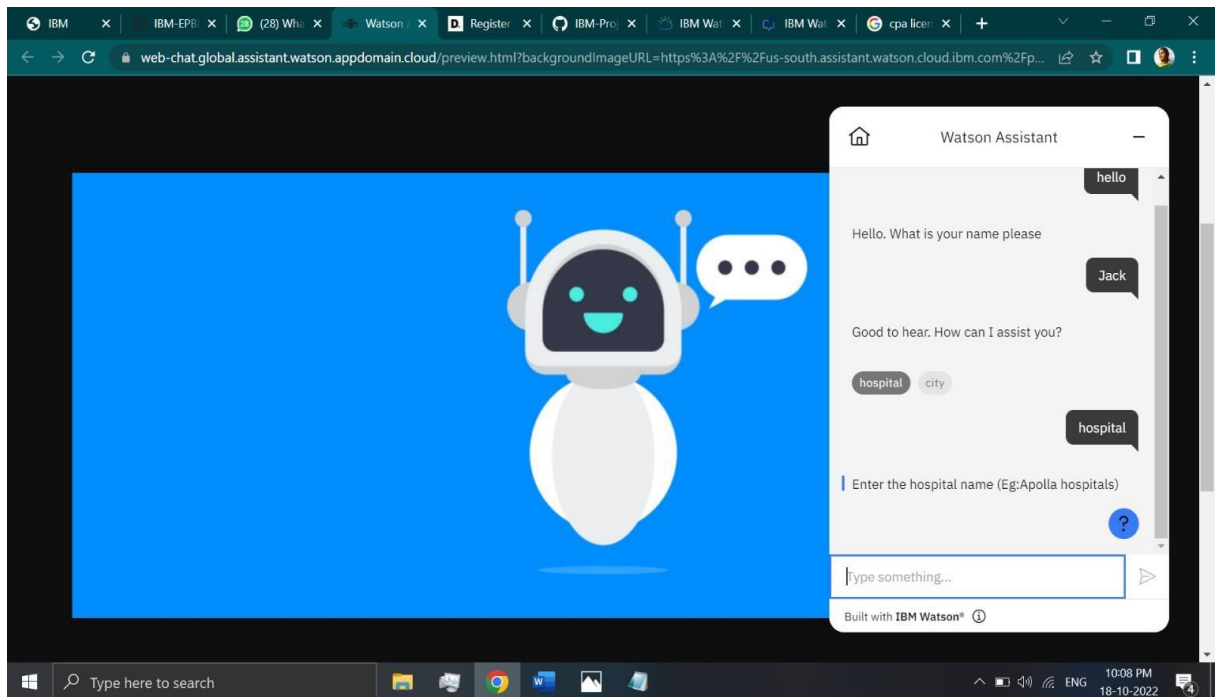 IBM
IBM-EPB
(28) Wha
Watson /
D. Register
IBM-Proj
IBM Wat
IBM Wat
cpa licen
web-chat.global.assistant.watson.appdomain.cloud/preview.html?backgroundImageURL=https%3A%2F%2Fus-south.assistant.watson.cloud.ibm.com%2Fp...
Watson Assistant
hello
Hello. What is your name please
Jack
Good to hear. How can I assist you?
hospital city
hospital
Enter the hospital name (Eg:Apolla hospitals)
?
Type something...
Built with IBM Watson®
Type here to search
ENG
10:08 PM
18-10-2022
4